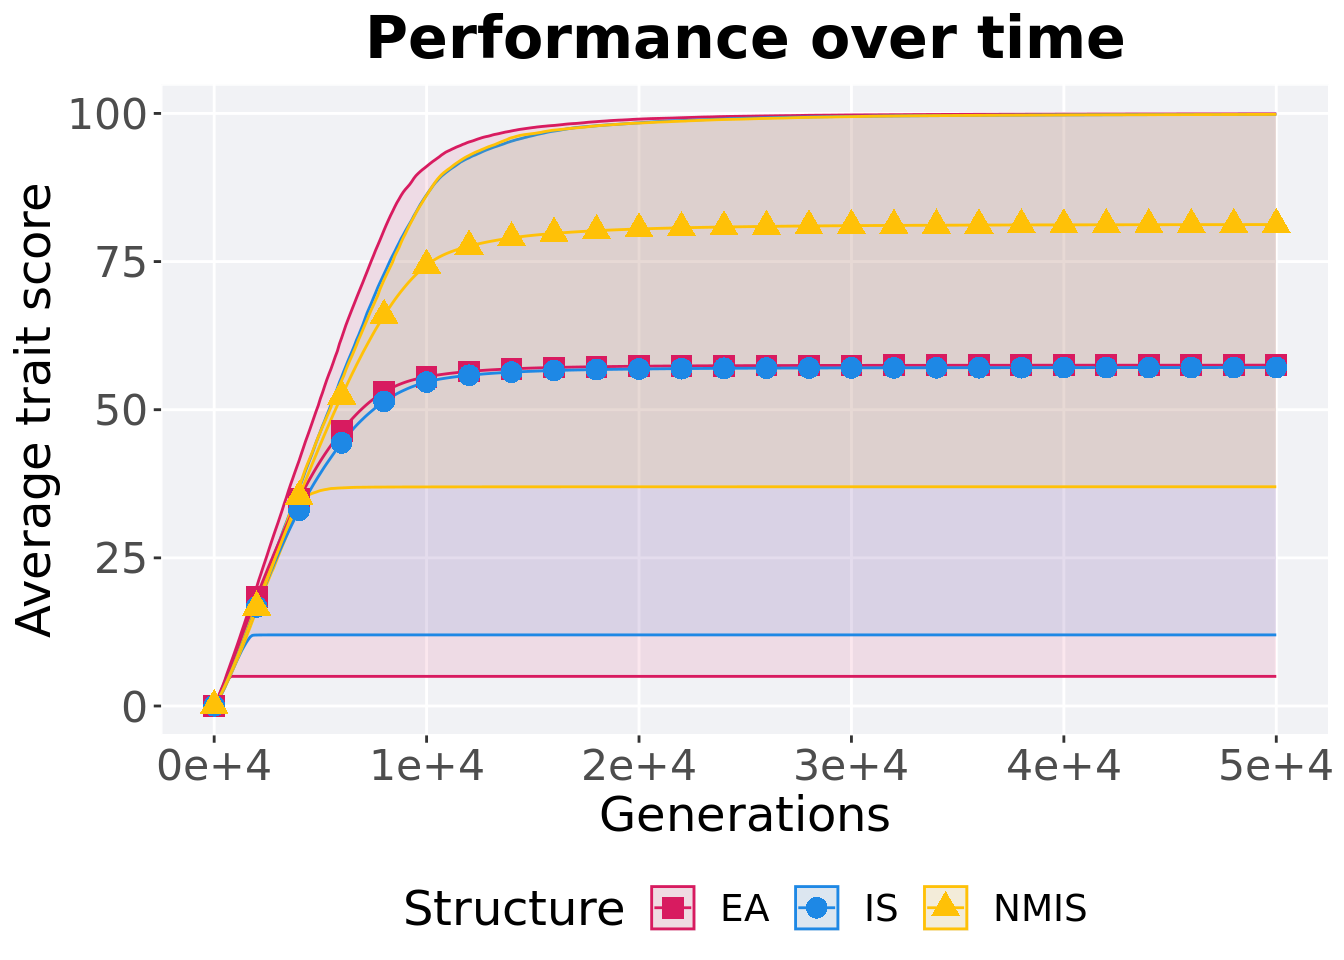 Performance over time
Average trait score
100
75
50
25
0
0e+4 1e+4 2e+4 3e+4 4e+4 5e+4
Generations
Structure EA IS NMIS